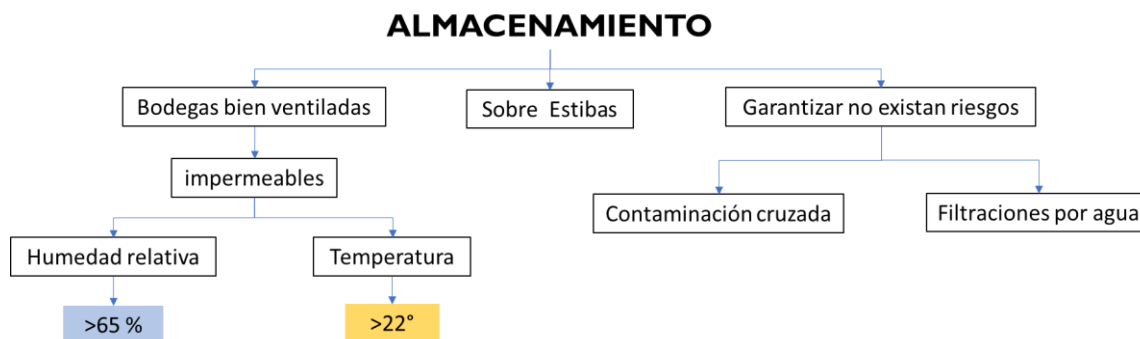 ALMACENAMIENTO
Bodegas bien ventiladas
Sobre Estibas
Garantizar no existan riesgos
impermeables
Contaminación cruzada
Filtraciones por agua
Humedad relativa
Temperatura
>65 %
>22°